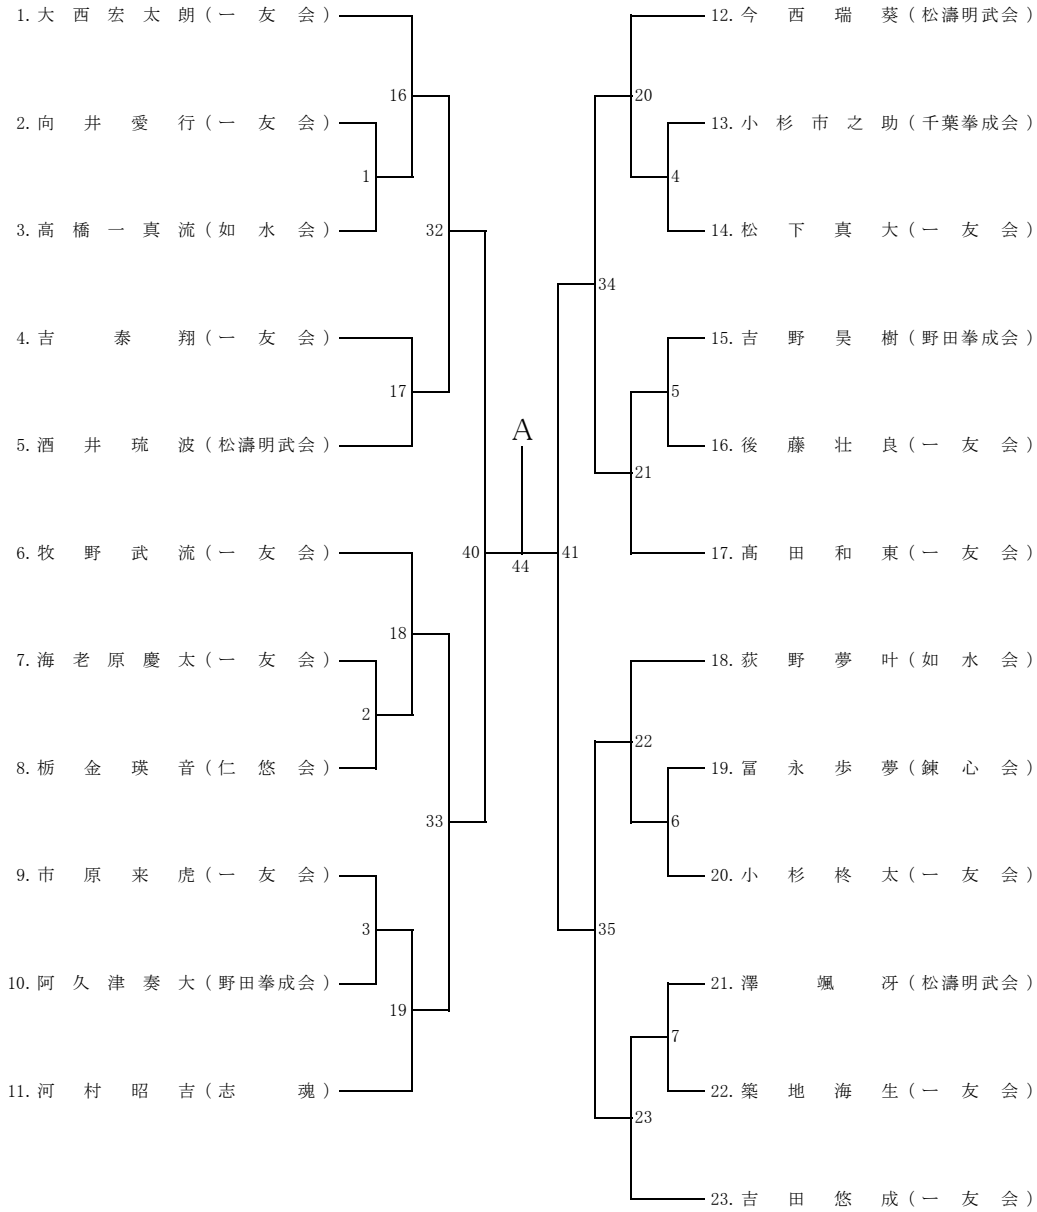 1. 大西宏太朗(一友会)
16
2. 向井愛行(一友会)
1
3. 高橋一真流(如水会)
32
4. 吉泰翔(一友会)
17
5. 酒井琉波(松濤明武会)
6. 牧野武流(一友会)
40
18
7. 海老原慶太(一友会)
2
8. 栃金瑛音(仁悠会)
33
9. 市原来虎(一友会)
3
10. 阿久津奏大(野田拳成会)
19
11. 河村昭吉(志魂)
A
44
12. 今西瑞葵(松濤明武会)
20
13. 小杉市之助(千葉拳成会)
4
14. 松下真大(一友会)
34
15. 吉野昊樹(野田拳成会)
5
16. 後藤壮良(一友会)
21
17. 髙田和東(一友会)
41
18. 荻野夢叶(如水会)
22
19. 冨永歩夢(錬心会)
6
20. 小杉柊太(一友会)
35
21. 澤颯冴(松濤明武会)
7
22. 築地海生(一友会)
23
23. 吉田悠成(一友会)